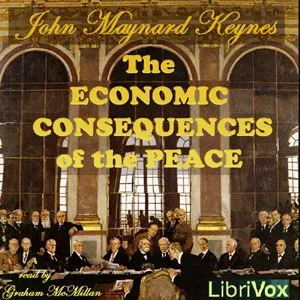 John Maynard Keynes
The
ECONOMIC
CONSEQUENCES
of the PEACE
read by
Graham McMillan
LibriVox